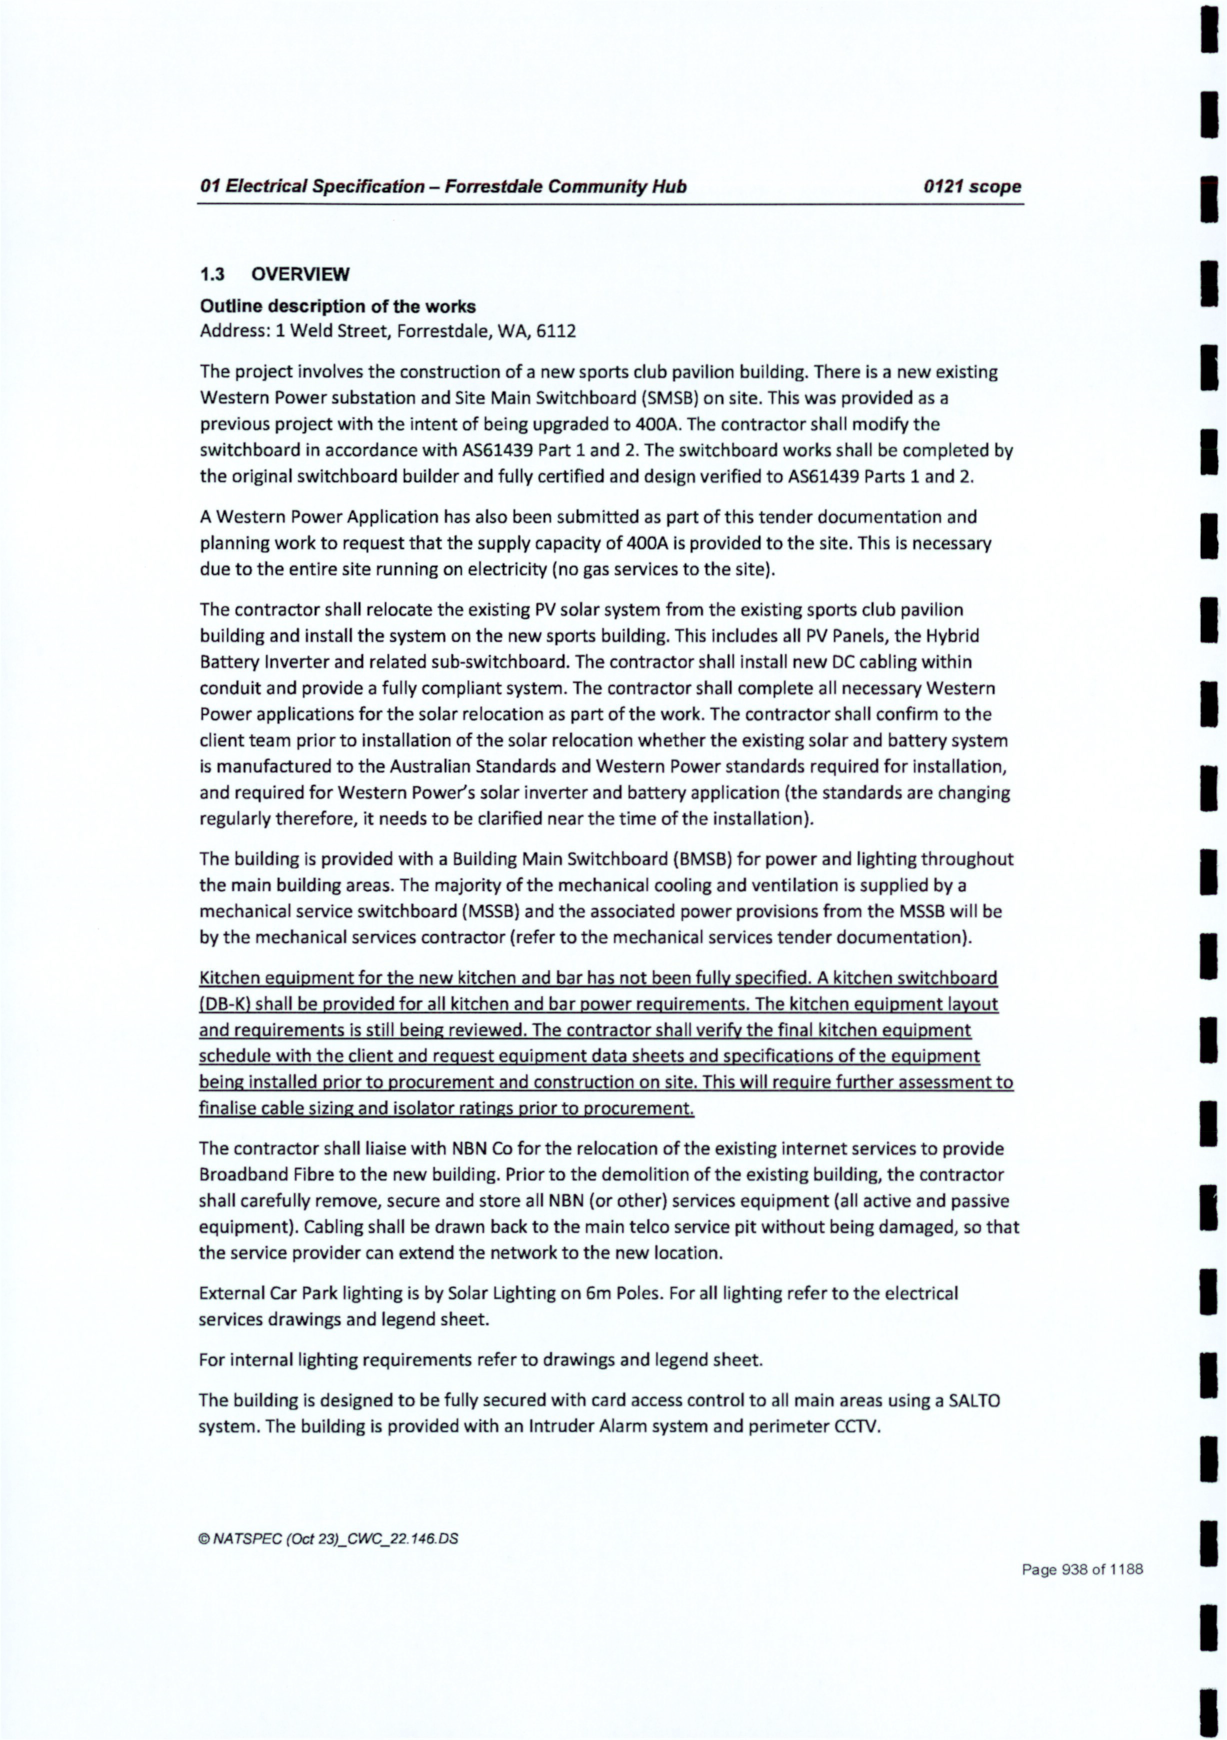 01 Electrical Specification – Forrestdale Community Hub 0121 scope
1.3 OVERVIEW
Outline description of the works
Address: 1 Weld Street, Forrestdale, WA, 6112
The project involves the construction of a new sports club pavilion building. There is a new existing
Western Power substation and Site Main Switchboard (SMSB) on site. This was provided as a
previous project with the intent of being upgraded to 400A. The contractor shall modify the
switchboard in accordance with AS61439 Part 1 and 2. The switchboard works shall be completed by
the original switchboard builder and fully certified and design verified to AS61439 Parts 1 and 2.
A Western Power Application has also been submitted as part of this tender documentation and
planning work to request that the supply capacity of 400A is provided to the site. This is necessary
due to the entire site running on electricity (no gas services to the site).
The contractor shall relocate the existing PV solar system from the existing sports club pavilion
building and install the system on the new sports building. This includes all PV Panels, the Hybrid
Battery Inverter and related sub-switchboard. The contractor shall install new DC cabling within
conduit and provide a fully compliant system. The contractor shall complete all necessary Western
Power applications for the solar relocation as part of the work. The contractor shall confirm to the
client team prior to installation of the solar relocation whether the existing solar and battery system
is manufactured to the Australian Standards and Western Power standards required for installation,
and required for Western Power's solar inverter and battery application (the standards are changing
regularly therefore, it needs to be clarified near the time of the installation).
The building is provided with a Building Main Switchboard (BMSB) for power and lighting throughout
the main building areas. The majority of the mechanical cooling and ventilation is supplied by a
mechanical service switchboard (MSSB) and the associated power provisions from the MSSB will be
by the mechanical services contractor (refer to the mechanical services tender documentation).
Kitchen equipment for the new kitchen and bar has not been fully specified. A kitchen switchboard
(DB-K) shall be provided for all kitchen and bar power requirements. The kitchen equipment layout
and requirements is still being reviewed. The contractor shall verify the final kitchen equipment
schedule with the client and request equipment data sheets and specifications of the equipment
being installed prior to procurement and construction on site. This will require further assessment to
finalise cable sizing and isolator ratings prior to procurement.
The contractor shall liaise with NBN Co for the relocation of the existing internet services to provide
Broadband Fibre to the new building. Prior to the demolition of the existing building, the contractor
shall carefully remove, secure and store all NBN (or other) services equipment (all active and passive
equipment). Cabling shall be drawn back to the main telco service pit without being damaged, so that
the service provider can extend the network to the new location.
External Car Park lighting is by Solar Lighting on 6m Poles. For all lighting refer to the electrical
services drawings and legend sheet.
For internal lighting requirements refer to drawings and legend sheet.
The building is designed to be fully secured with card access control to all main areas using a SALTO
system. The building is provided with an Intruder Alarm system and perimeter CCTV.
© NATSPEC (Oct 23)_CWC_22.146.DS
Page 938 of 1188